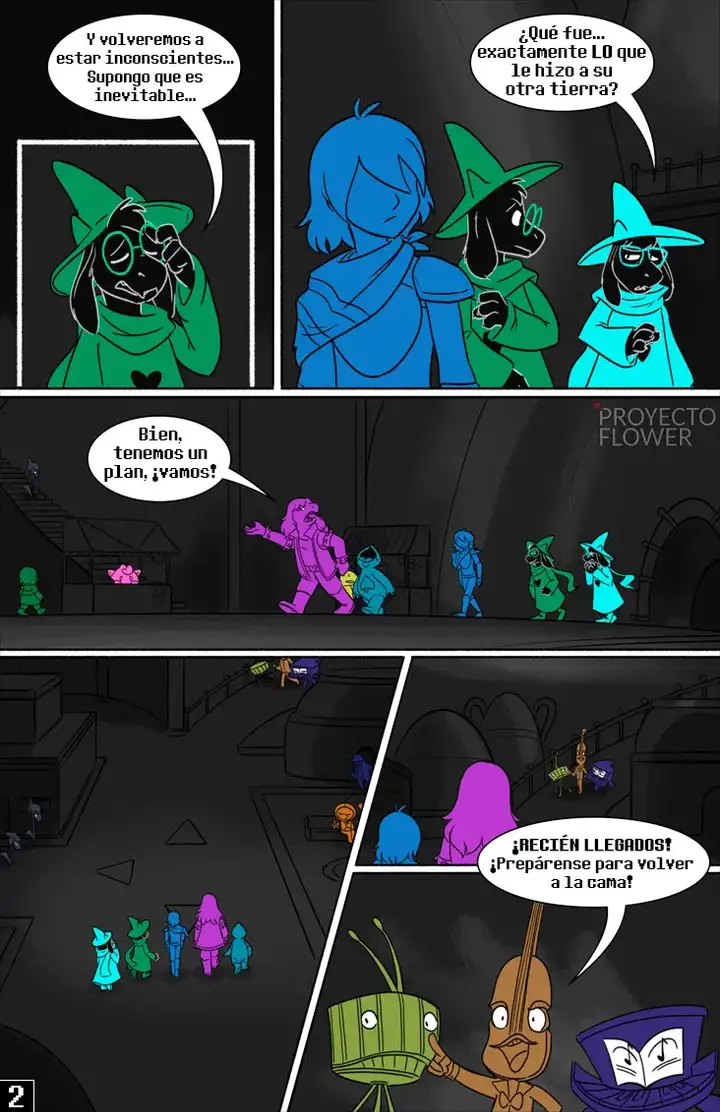 Y volveremos a
estar inconscientes...
Supongo que es
inevitable...
¿Qué fue...
exactamente LO que
le hizo a su
otra tierra?
PROYECTO
FLOWER
Bien,
tenemos un
plan, ¡vamos!
¡RECIÉN LLEGADOS!
¡Prepárense para volver
a la cama!
2